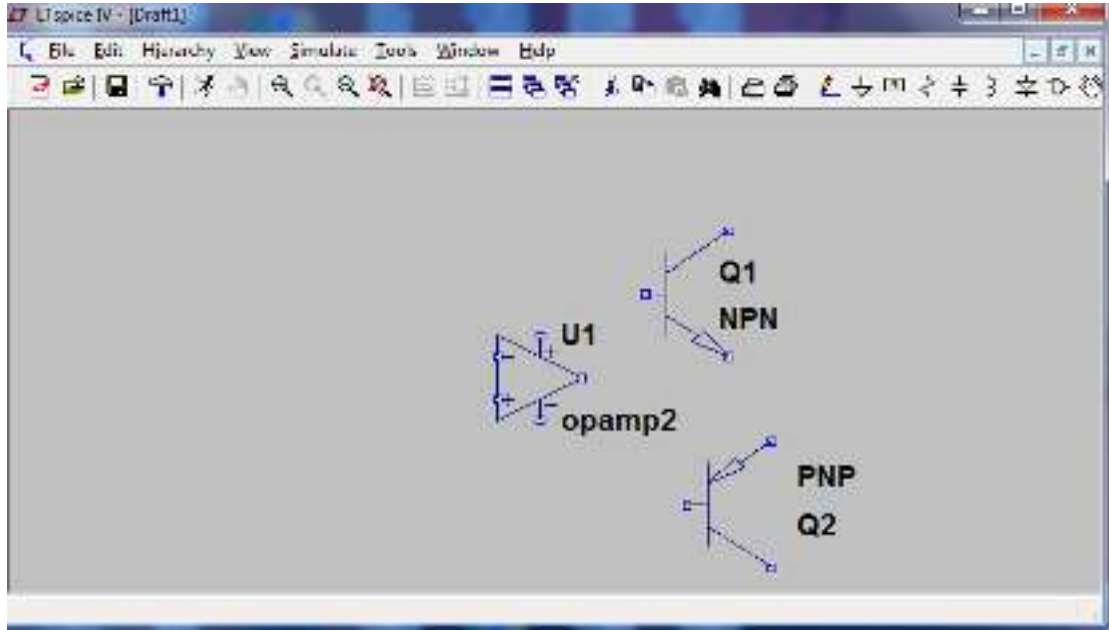 LTspice IV - [Draft1]
File Edit Hierarchy View Simulate Tools Window Help
Q1
NPN
U1
opamp2
PNP
Q2